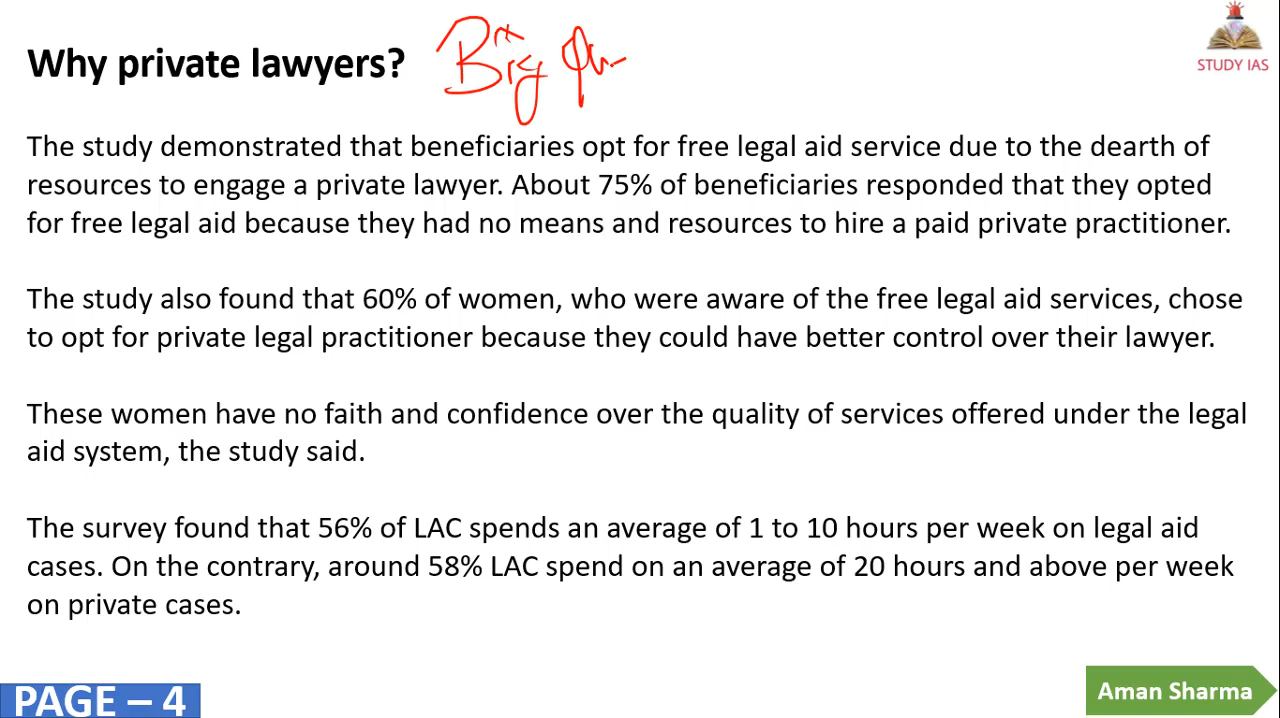 Why private lawyers?
Big
STUDY IAS
The study demonstrated that beneficiaries opt for free legal aid service due to the dearth of
resources to engage a private lawyer. About 75% of beneficiaries responded that they opted
for free legal aid because they had no means and resources to hire a paid private practitioner.
The study also found that 60% of women, who were aware of the free legal aid services, chose
to opt for private legal practitioner because they could have better control over their lawyer.
These women have no faith and confidence over the quality of services offered under the legal
aid system, the study said.
The survey found that 56% of LAC spends an average of 1 to 10 hours per week on legal aid
cases. On the contrary, around 58% LAC spend on an average of 20 hours and above per week
on private cases.
PAGE – 4
Aman Sharma